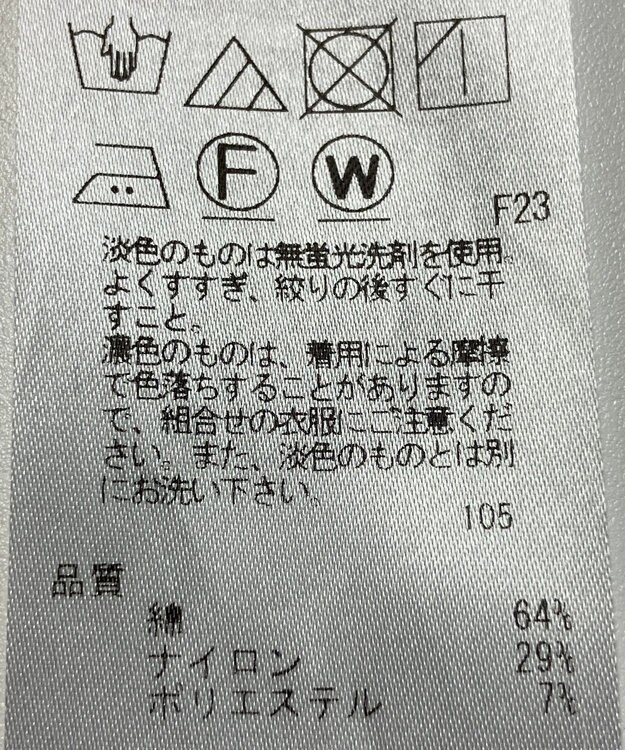 F W
F23
淡色のものは無蛍光洗剤を使用。
よくすすぎ、絞りの後すぐに干
すこと。
濃色のものは、着用による摩擦
で色落ちすることがありますの
で、組合せの衣服にご注意くだ
さい。また、淡色のものとは別
にお洗い下さい。
105
品質
綿 64%
ナイロン 29%
ポリエステル 7%